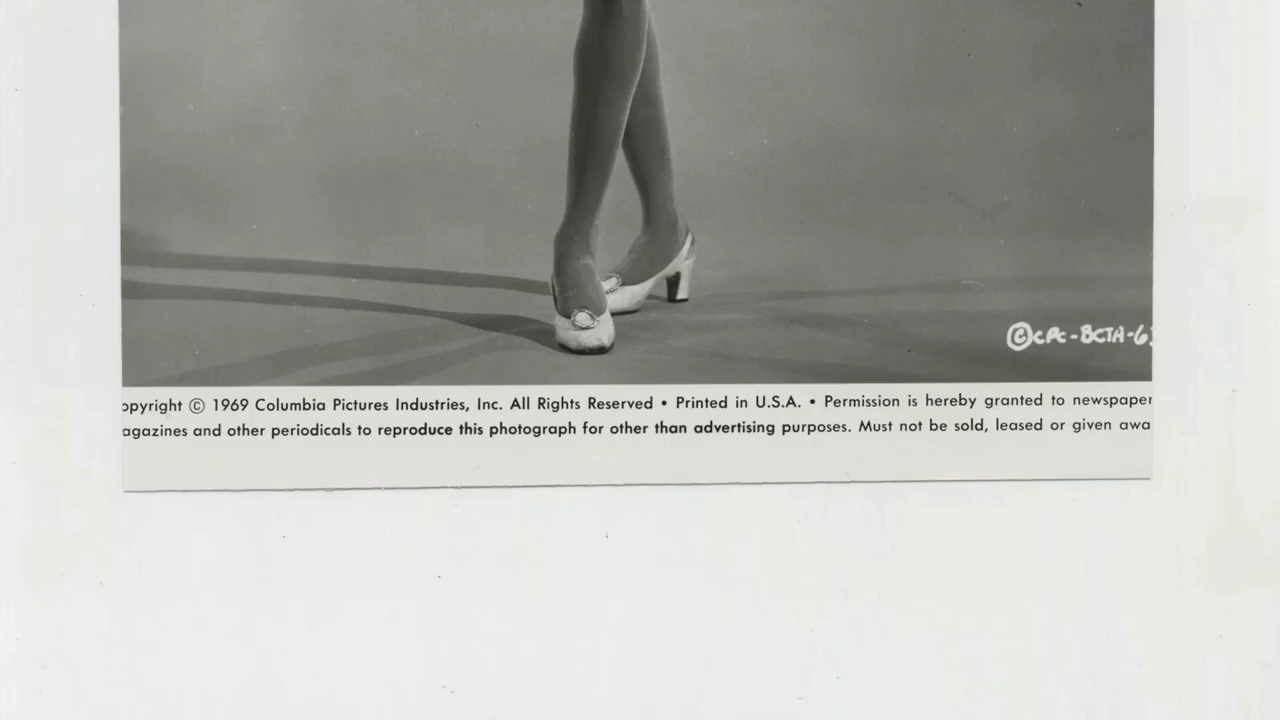 ©CPC-BCTA-6
opyright © 1969 Columbia Pictures Industries, Inc. All Rights Reserved • Printed in U.S.A. • Permission is hereby granted to newspaper
agazines and other periodicals to reproduce this photograph for other than advertising purposes. Must not be sold, leased or given awa